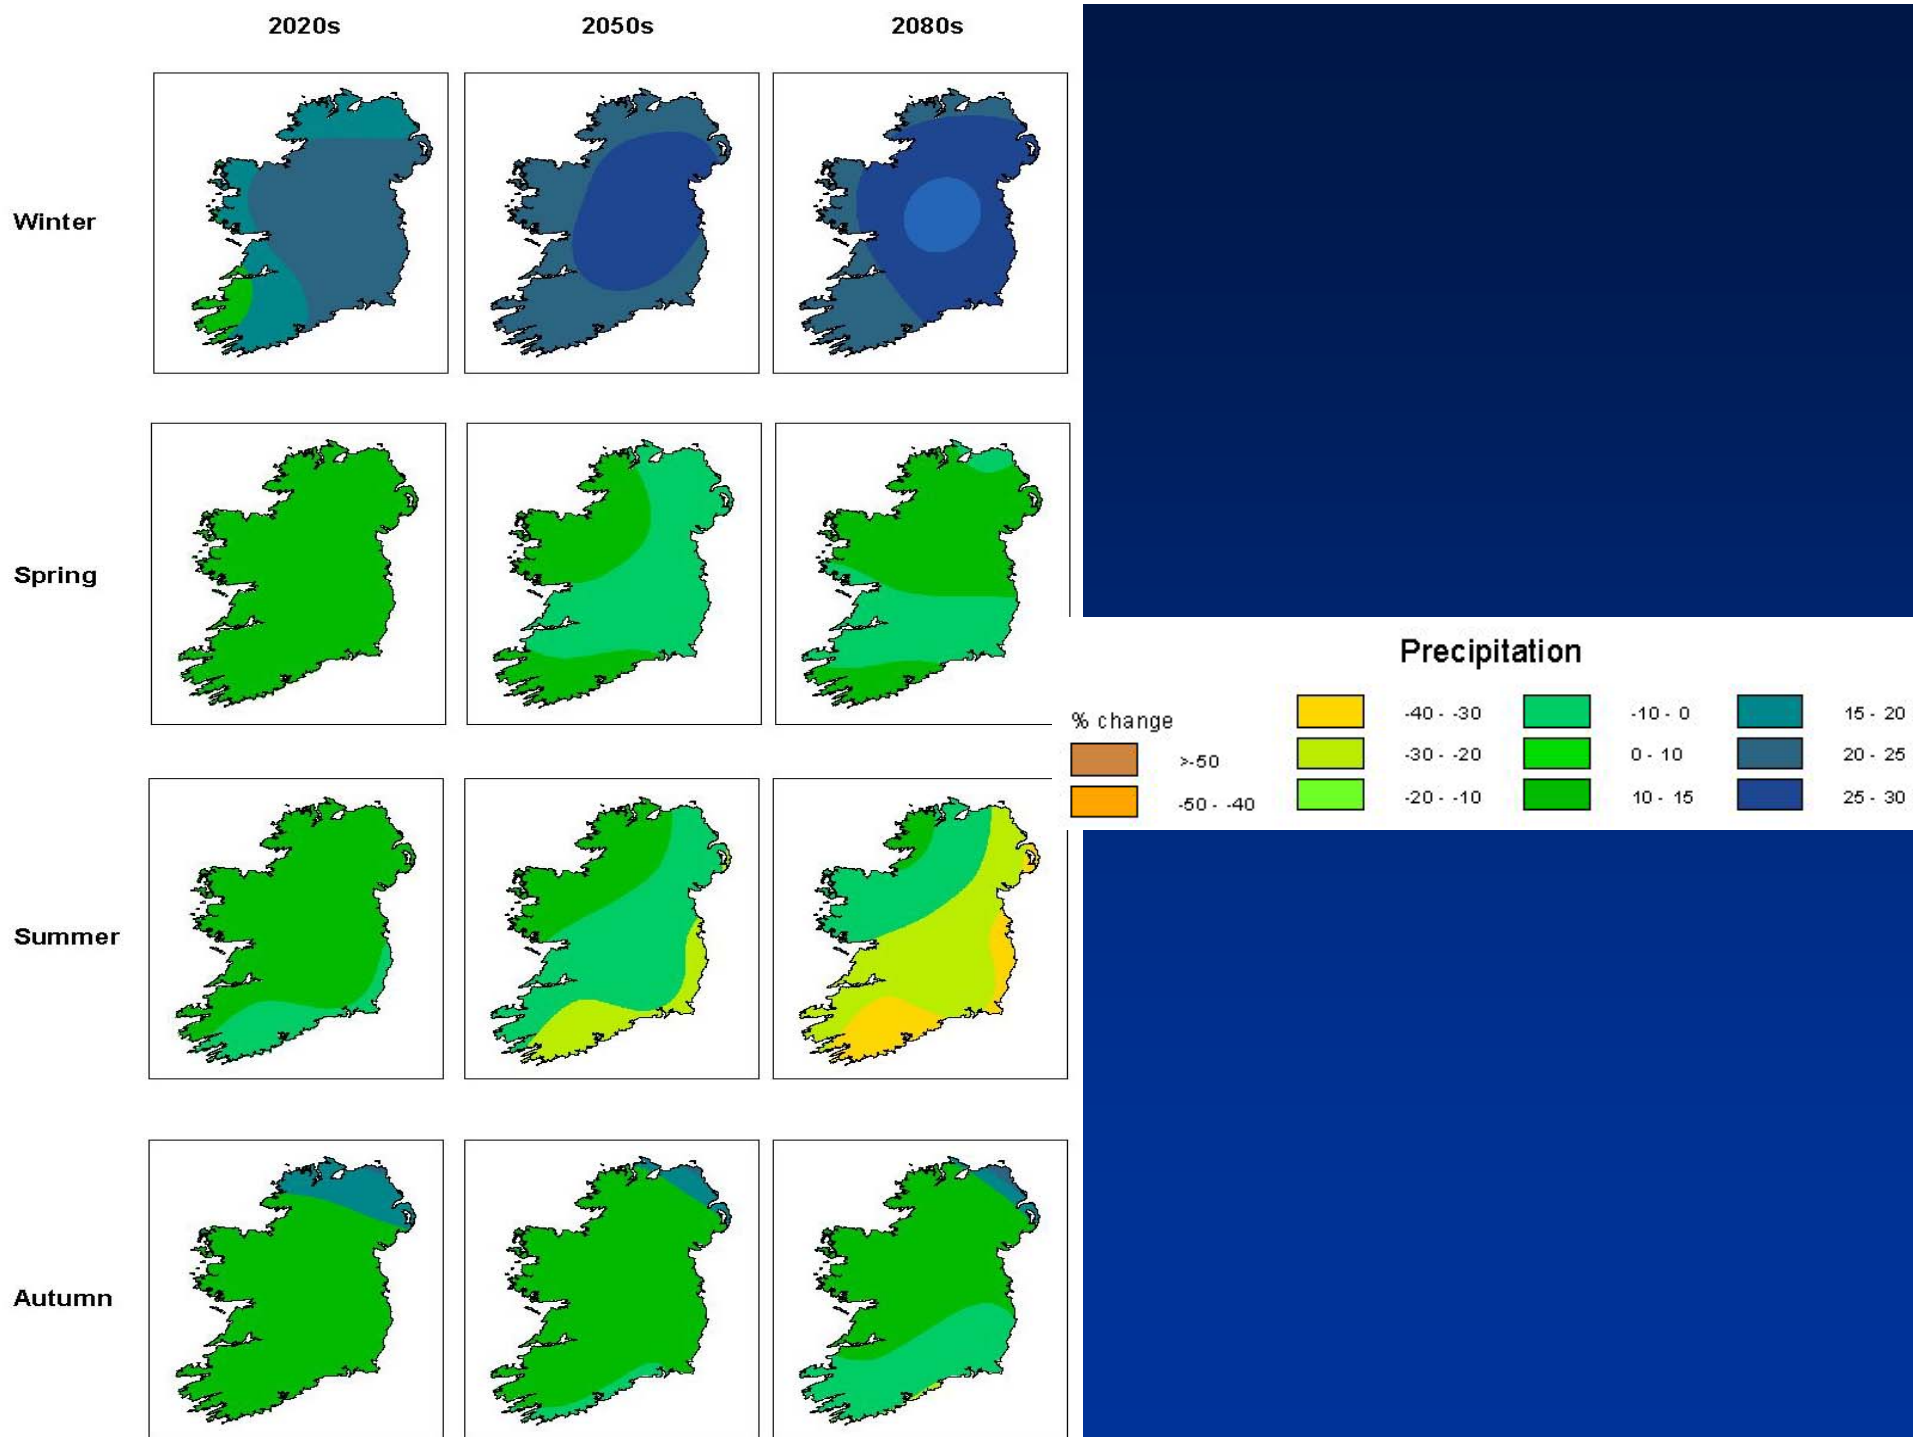 2020s 2050s 2080s
Winter
Spring
Precipitation
% change
-40 - -30 -10 - 0 15 - 20
>-50 -30 - -20 0 - 10 20 - 25
-50 - -40 -20 - -10 10 - 15 25 - 30
Summer
Autumn